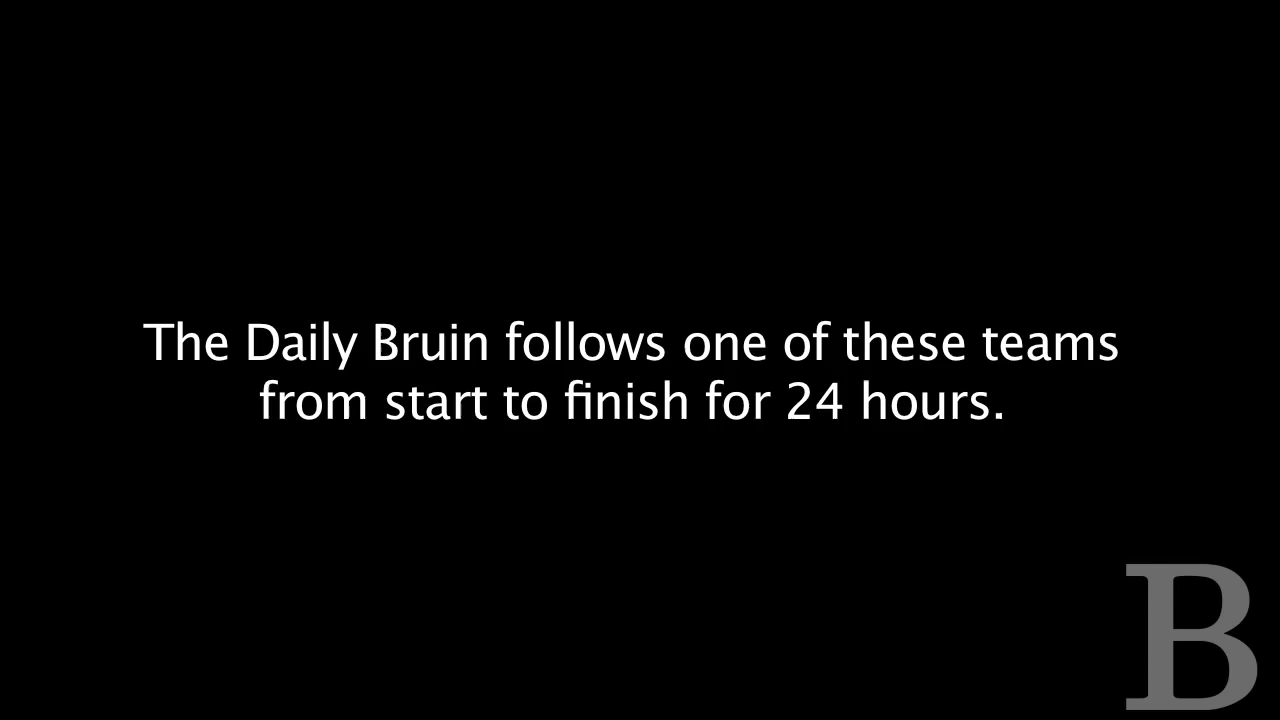 The Daily Bruin follows one of these teams
from start to finish for 24 hours.
B